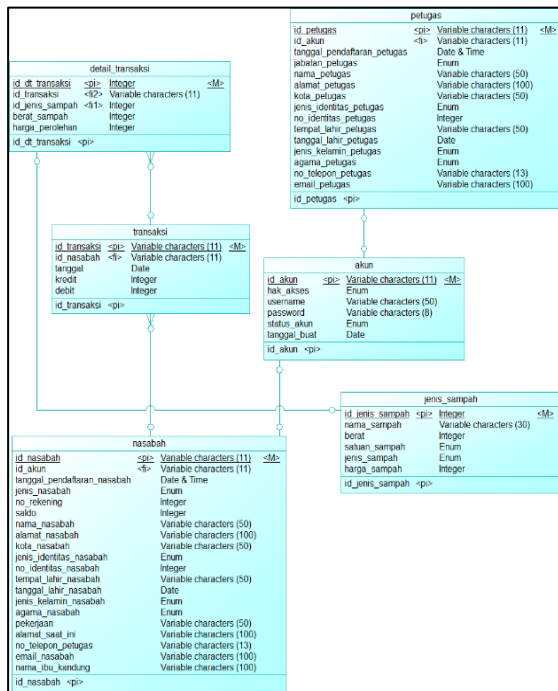 petugas
id_petugas <pi> Variable characters (11) <M>
id_akun <fi> Variable characters (11)
tanggal_pendaftaran_petugas Date & Time
jabatan_petugas Enum
nama_petugas Variable characters (50)
alamat_petugas Variable characters (100)
kota_petugas Variable characters (50)
jenis_identitas_petugas Enum
no_identitas_petugas Integer
tempat_lahir_petugas Variable characters (50)
tanggal_lahir_petugas Date
jenis_kelamin_petugas Enum
agama_petugas Enum
no_telepon_petugas Variable characters (13)
email_petugas Variable characters (100)
id_petugas <pi>
detail_transaksi
id_dt_transaksi <pi> Integer <M>
id_transaksi <fi2> Variable characters (11)
id_jenis_sampah <fi1> Integer
berat_sampah Integer
harga_perolehan Integer
id_dt_transaksi <pi>
transaksi
id_transaksi <pi> Variable characters (11) <M>
id_nasabah <fi> Variable characters (11)
tanggal Date
kredit Integer
debit Integer
id_transaksi <pi>
akun
id_akun <pi> Variable characters (11) <M>
hak_akses Enum
username Variable characters (50)
password Variable characters (8)
status_akun Enum
tanggal_buat Date
id_akun <pi>
jenis_sampah
id_jenis_sampah <pi> Integer <M>
nama_sampah Variable characters (30)
berat Integer
satuan_sampah Enum
jenis_sampah Enum
harga_sampah Integer
id_jenis_sampah <pi>
nasabah
id_nasabah <pi> Variable characters (11) <M>
id_akun <fi> Variable characters (11)
tanggal_pendaftaran_nasabah Date & Time
jenis_nasabah Enum
no_rekening Integer
saldo Integer
nama_nasabah Variable characters (50)
alamat_nasabah Variable characters (100)
kota_nasabah Variable characters (50)
jenis_identitas_nasabah Enum
no_identitas_nasabah Integer
tempat_lahir_nasabah Variable characters (50)
tanggal_lahir_nasabah Date
jenis_kelamin_nasabah Enum
agama_nasabah Enum
pekerjaan Variable characters (50)
alamat_saat_ini Variable characters (100)
no_telepon_petugas Variable characters (13)
email_nasabah Variable characters (100)
nama_ibu_kandung Variable characters (100)
id_nasabah <pi>